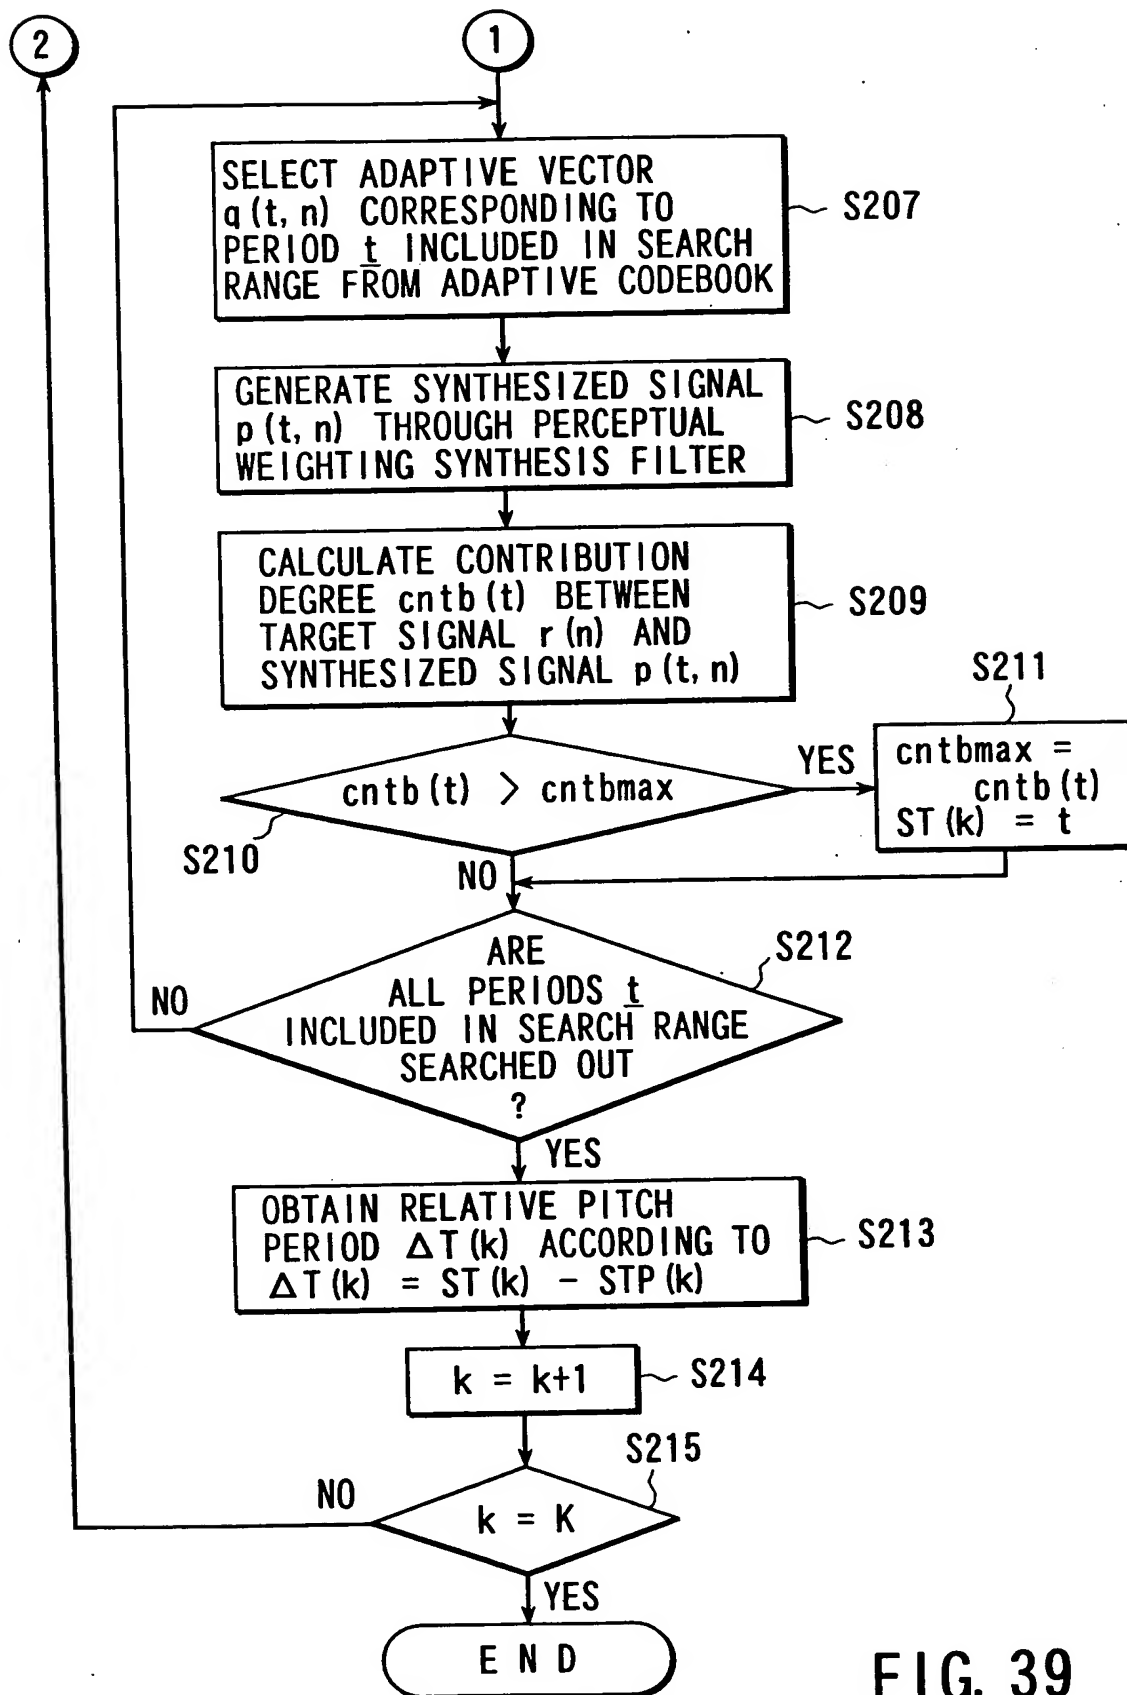 2
1
SELECT ADAPTIVE VECTOR
q(t, n) CORRESPONDING TO
PERIOD t INCLUDED IN SEARCH
RANGE FROM ADAPTIVE CODEBOOK
S207
GENERATE SYNTHESIZED SIGNAL
p(t, n) THROUGH PERCEPTUAL
WEIGHTING SYNTHESIS FILTER
S208
CALCULATE CONTRIBUTION
DEGREE cntb(t) BETWEEN
TARGET SIGNAL r(n) AND
SYNTHESIZED SIGNAL p(t, n)
S209
S211
cntb(t) > cntbmax
YES
cntbmax =
cntb(t)
ST(k) = t
S210
NO
ARE
ALL PERIODS t
INCLUDED IN SEARCH RANGE
SEARCHED OUT
?
S212
NO
YES
OBTAIN RELATIVE PITCH
PERIOD ΔT(k) ACCORDING TO
ΔT(k) = ST(k) - STP(k)
S213
k = k+1
S214
S215
NO
k = K
YES
END
FIG. 39